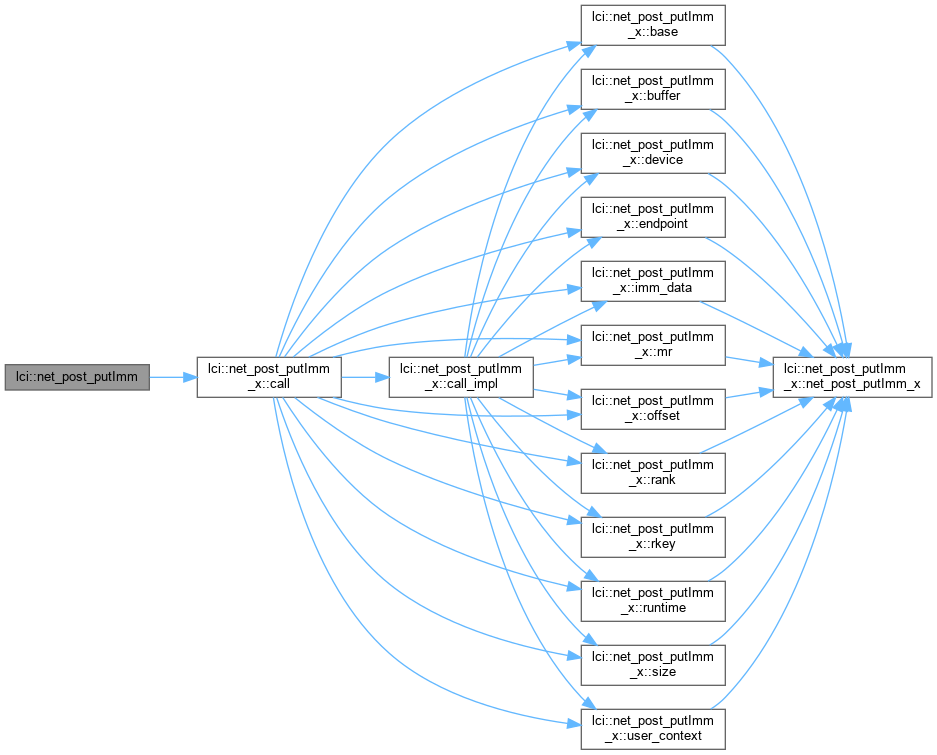 lci::net_post_putImm
lci::net_post_putImm
_x::call
lci::net_post_putImm
_x::call_impl
lci::net_post_putImm
_x::base
lci::net_post_putImm
_x::buffer
lci::net_post_putImm
_x::device
lci::net_post_putImm
_x::endpoint
lci::net_post_putImm
_x::imm_data
lci::net_post_putImm
_x::mr
lci::net_post_putImm
_x::offset
lci::net_post_putImm
_x::rank
lci::net_post_putImm
_x::rkey
lci::net_post_putImm
_x::runtime
lci::net_post_putImm
_x::size
lci::net_post_putImm
_x::user_context
lci::net_post_putImm
_x::net_post_putImm_x